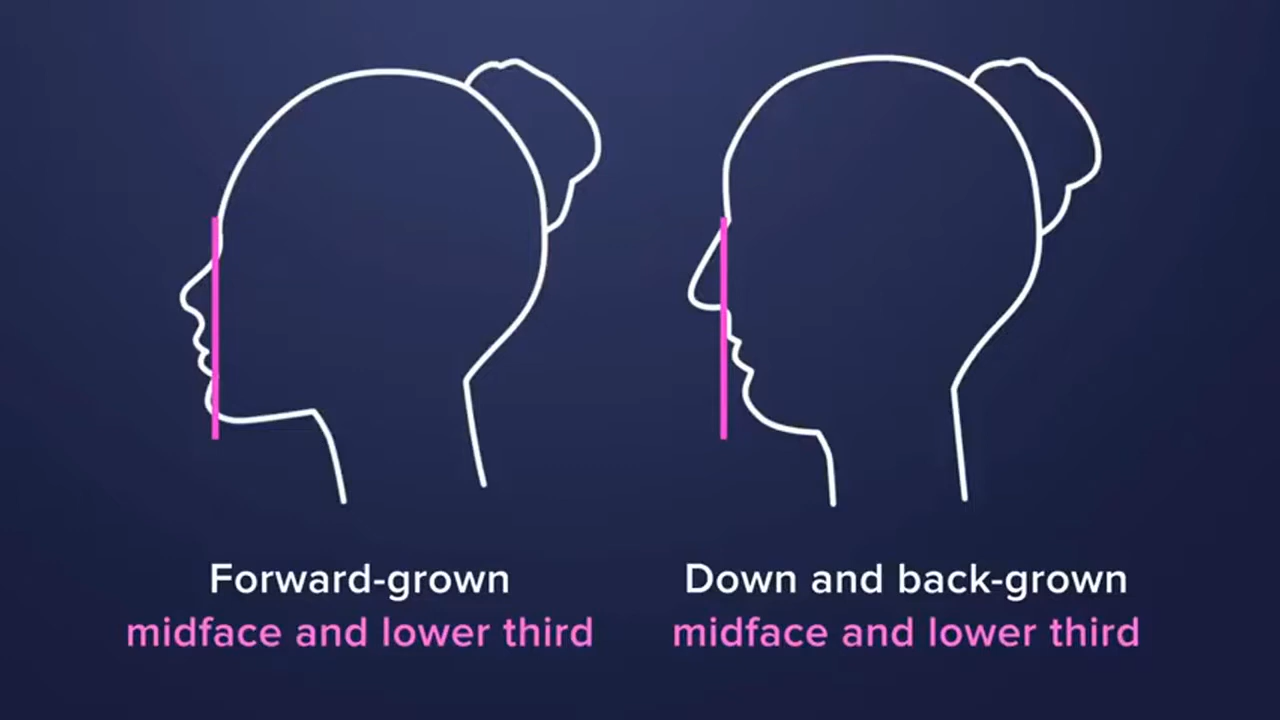 Forward-grown
midface and lower third
Down and back-grown
midface and lower third